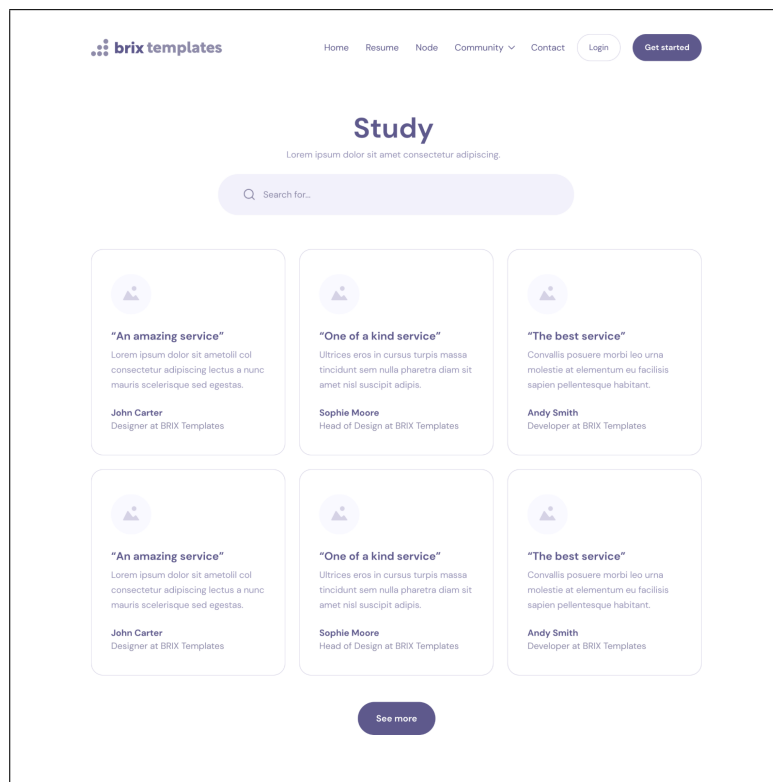 brix templates
Home Resume Node Community Contact Login Get started
Study
Lorem ipsum dolor sit amet consectetur adipiscing.
Search for...
“An amazing service”
Lorem ipsum dolor sit ametolil col
consectetur adipiscing lectus a nunc
mauris scelerisque sed egestas.
John Carter
Designer at BRIX Templates
“One of a kind service”
Ultrices eros in cursus turpis massa
tincidunt sem nulla pharetra diam sit
amet nisl suscipit adipis.
Sophie Moore
Head of Design at BRIX Templates
“The best service”
Convallis posuere morbi leo urna
molestie at elementum eu facilisis
sapien pellentesque habitant.
Andy Smith
Developer at BRIX Templates
“An amazing service”
Lorem ipsum dolor sit ametolil col
consectetur adipiscing lectus a nunc
mauris scelerisque sed egestas.
John Carter
Designer at BRIX Templates
“One of a kind service”
Ultrices eros in cursus turpis massa
tincidunt sem nulla pharetra diam sit
amet nisl suscipit adipis.
Sophie Moore
Head of Design at BRIX Templates
“The best service”
Convallis posuere morbi leo urna
molestie at elementum eu facilisis
sapien pellentesque habitant.
Andy Smith
Developer at BRIX Templates
See more